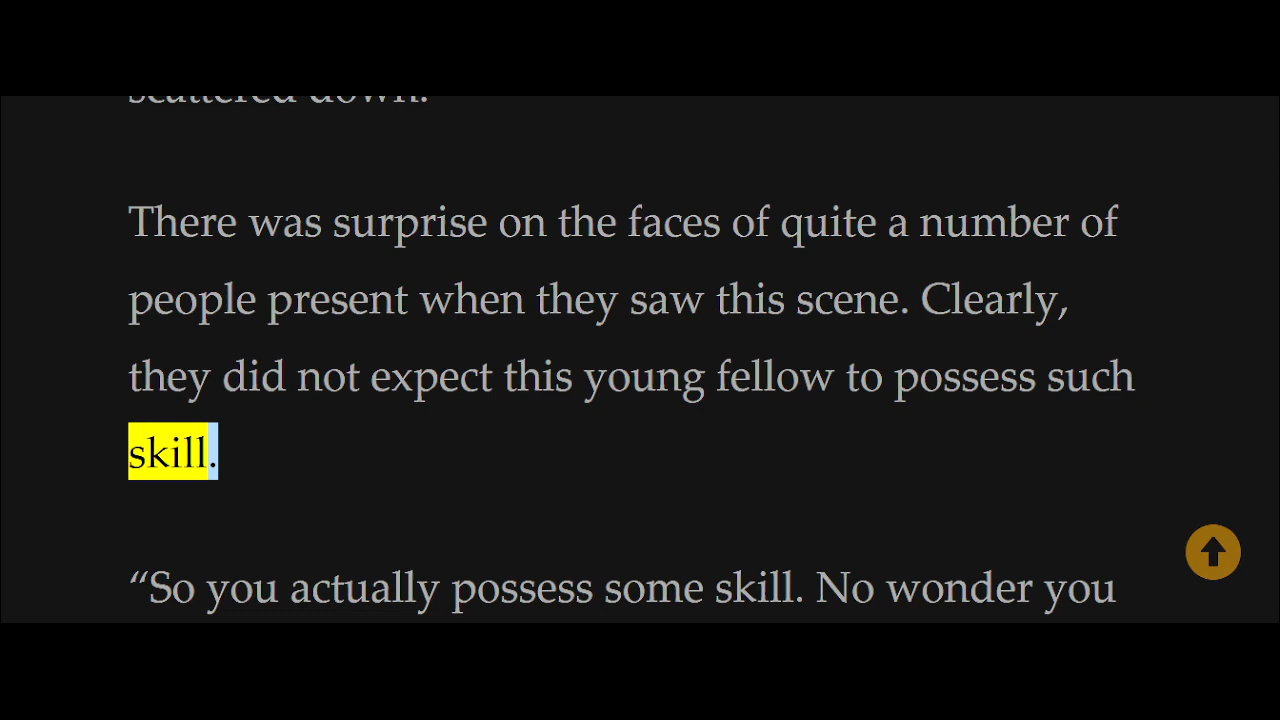 scattered down.
There was surprise on the faces of quite a number of
people present when they saw this scene. Clearly,
they did not expect this young fellow to possess such
skill.
“So you actually possess some skill. No wonder you